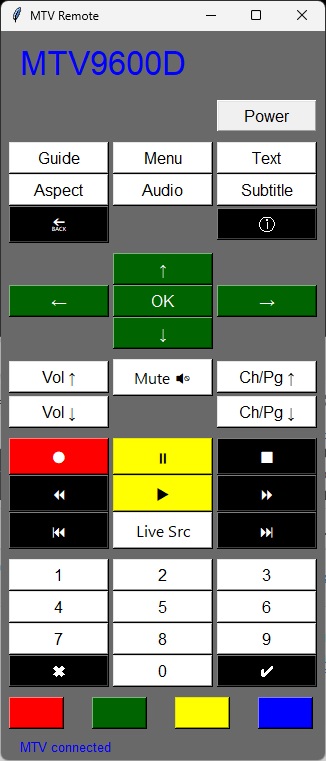 MTV Remote
MTV9600D
Power
Guide Menu Text
Aspect Audio Subtitle
← BACK ⓘ
↑
← OK →
↓
Vol ↑ Mute 🔇 Ch/Pg ↑
Vol ↓ Ch/Pg ↓
⏺ ⏸ ⏹
⏪ ▶ ⏩
⏮ Live Src ⏭
1 2 3
4 5 6
7 8 9
✖ 0 ✔
MTV connected